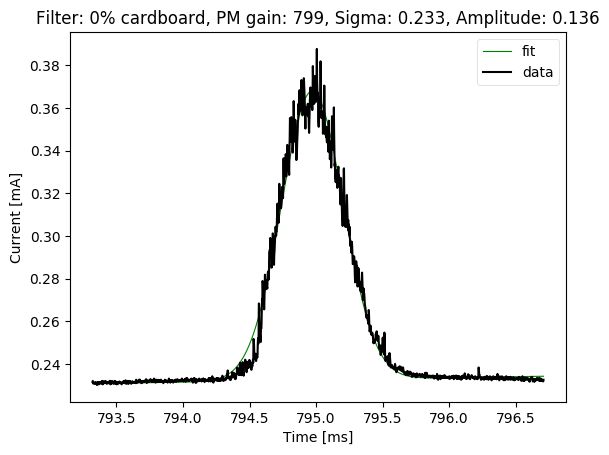 Filter: 0% cardboard, PM gain: 799, Sigma: 0.233, Amplitude: 0.136
fit
data
0.38
0.36
0.34
0.32
0.30
0.28
0.26
0.24
Current [mA]
793.5 794.0 794.5 795.0 795.5 796.0 796.5
Time [ms]